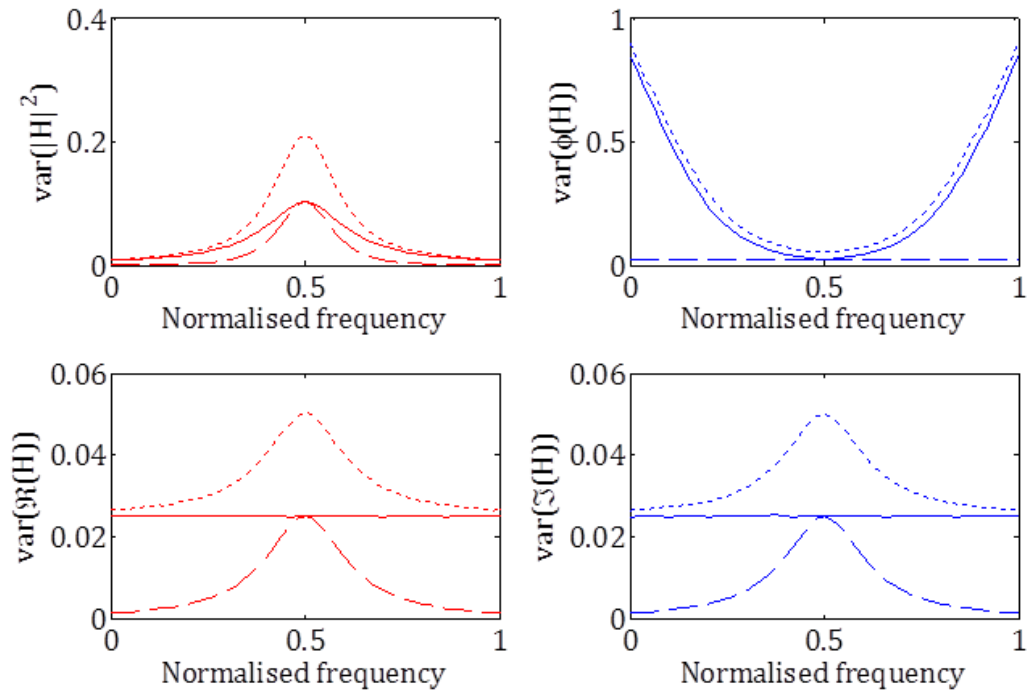 0.4
0.2
0
var(|H|²)
0 0.5 1
Normalised frequency
1
0.5
0
var(ϕ(H))
0 0.5 1
Normalised frequency
0.06
0.04
0.02
0
var(ℜ(H))
0 0.5 1
Normalised frequency
0.06
0.04
0.02
0
var(ℑ(H))
0 0.5 1
Normalised frequency